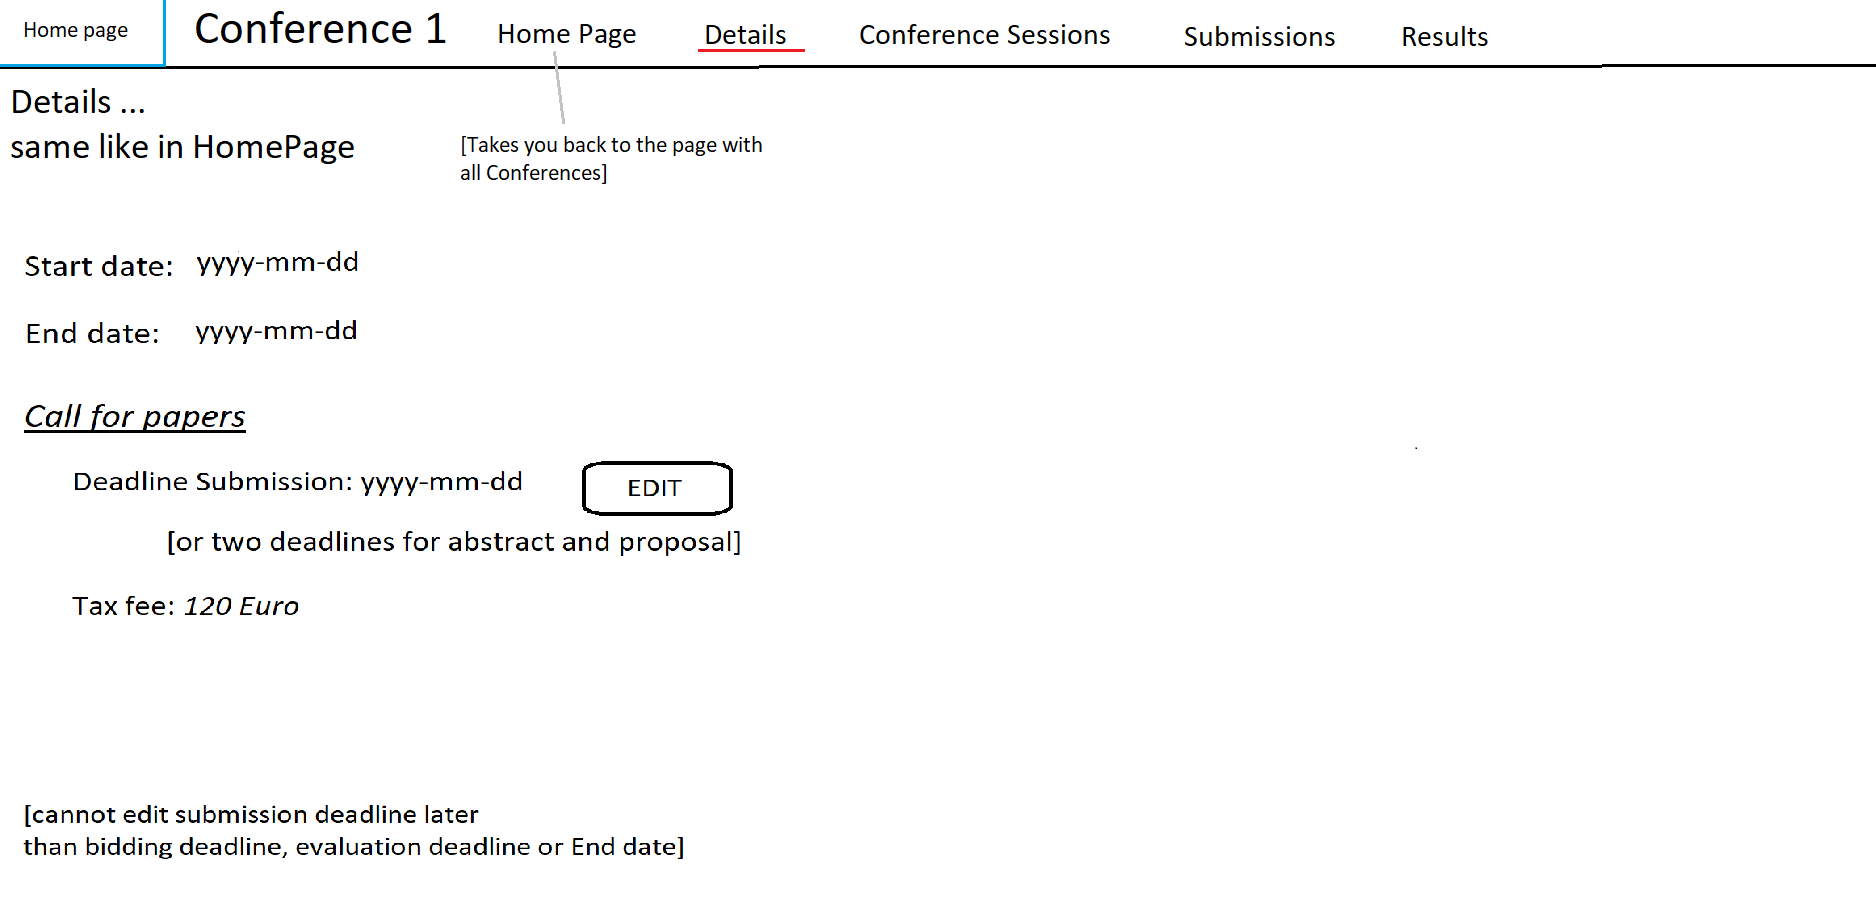 Home page
Conference 1
Home Page
Details
Conference Sessions
Submissions
Results
Details ...
same like in HomePage
[Takes you back to the page with
all Conferences]
Start date: yyyy-mm-dd
End date: yyyy-mm-dd
Call for papers
Deadline Submission: yyyy-mm-dd
EDIT
[or two deadlines for abstract and proposal]
Tax fee: 120 Euro
[cannot edit submission deadline later
than bidding deadline, evaluation deadline or End date]